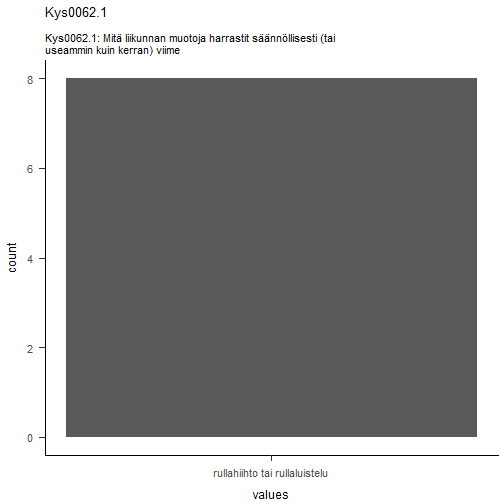 Kys0062.1
Kys0062.1: Mitä liikunnan muotoja harrastit säännöllisesti (tai
useammin kuin kerran) viime
8
6
4
2
0
count
rullahiihto tai rullaluistelu
values